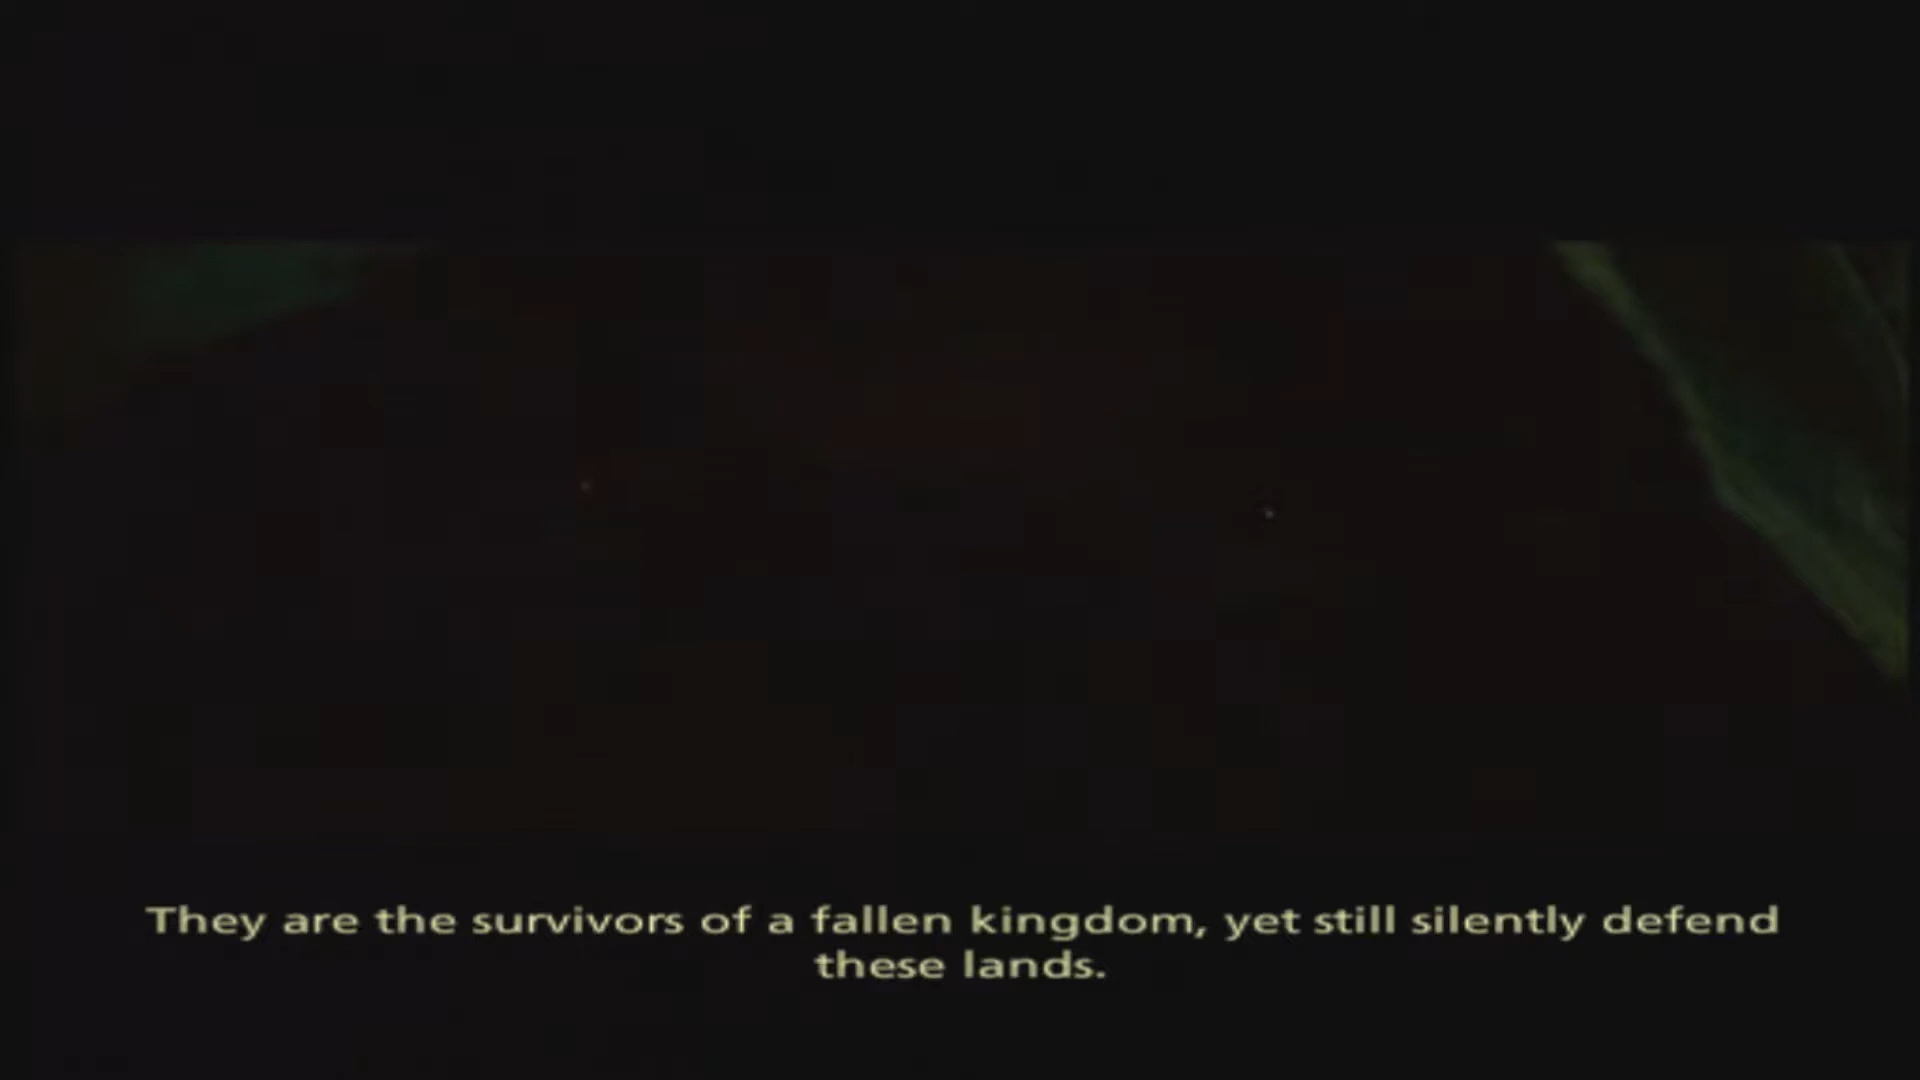 They are the survivors of a fallen kingdom, yet still silently defend
these lands.